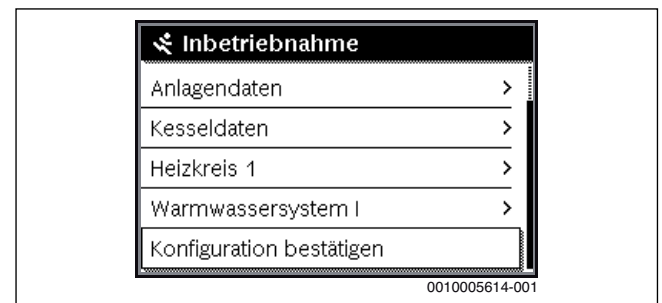 Inbetriebnahme
Anlagendaten >
Kesseldaten >
Heizkreis 1 >
Warmwassersystem I >
Konfiguration bestätigen
0010005614-001